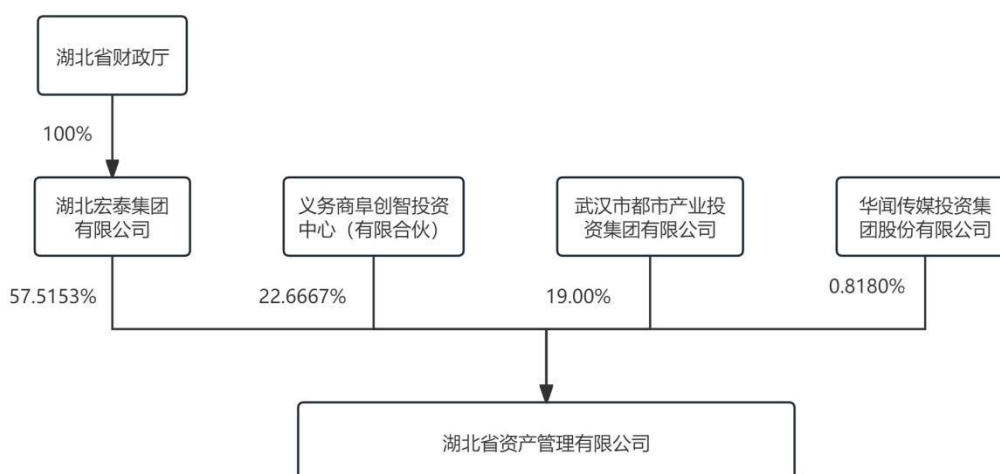 湖北省财政厅
100%
湖北宏泰集团
有限公司
义务商阜创智投资
中心（有限合伙）
武汉市都市产业投
资集团有限公司
华闻传媒投资集
团股份有限公司
57.5153%
22.6667%
19.00%
0.8180%
湖北省资产管理有限公司